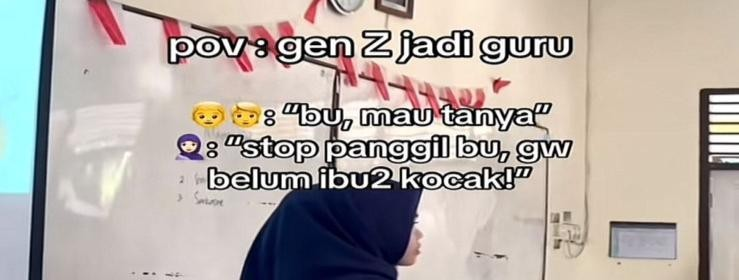 pov : gen Z jadi guru
👦👦: "bu, mau tanya"
🧕: "stop panggil bu, gw
belum ibu2 kocak!"